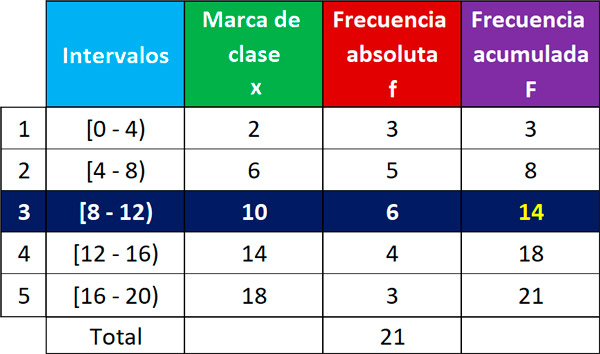 Intervalos Marca de clase x Frecuencia absoluta f Frecuencia acumulada F
1 [0 - 4) 2 3 3
2 [4 - 8) 6 5 8
3 [8 - 12) 10 6 14
4 [12 - 16) 14 4 18
5 [16 - 20) 18 3 21
Total 21